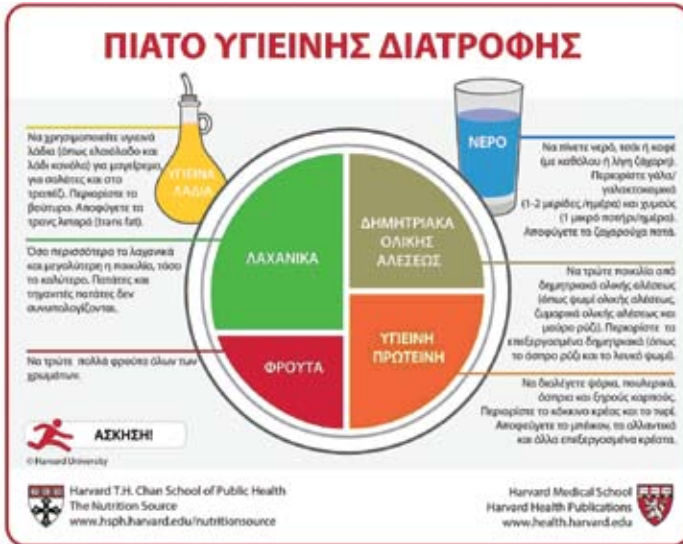 ΠΙΑΤΟ ΥΓΙΕΙΝΗΣ ΔΙΑΤΡΟΦΗΣ
Να χρησιμοποιείτε υγιεινά
λάδια (όπως ελαιόλαδο και
λάδι κανόλα) για μαγείρεμα,
για σαλάτες και στο
τραπέζι. Περιορίστε το
βούτυρο. Αποφύγετε τα
τρανς λιπαρά (trans fat).
ΥΓΙΕΙΝΑ
ΛΑΔΙΑ
Όσο περισσότερα τα λαχανικά
και μεγαλύτερη η ποικιλία, τόσο
το καλύτερο. Πατάτες και
τηγανιτές πατάτες δεν
συνυπολογίζονται.
Να τρώτε πολλά φρούτα όλων των
χρωμάτων.
ΛΑΧΑΝΙΚΑ
ΦΡΟΥΤΑ
ΔΗΜΗΤΡΙΑΚΑ
ΟΛΙΚΗΣ
ΑΛΕΣΕΩΣ
ΥΓΙΕΙΝΗ
ΠΡΩΤΕΙΝΗ
ΝΕΡΟ
Να πίνετε νερό, τσάι ή καφέ
(με καθόλου ή λίγη ζάχαρη).
Περιορίστε γάλα/
γαλακτοκομικά
(1-2 μερίδες/ημέρα) και χυμούς
(1 μικρό ποτήρι/ημέρα).
Αποφύγετε τα ζαχαρούχα ποτά.
Να τρώτε ποικιλία από
δημητριακά ολικής αλέσεως
(όπως ψωμί ολικής αλέσεως,
ζυμαρικά ολικής αλέσεως και
μαύρο ρύζι). Περιορίστε τα
επεξεργασμένα δημητριακά (όπως
το άσπρο ρύζι και το λευκό ψωμί).
Να διαλέγετε ψάρια, πουλερικά,
όσπρια και ξηρούς καρπούς.
Περιορίστε το κόκκινο κρέας και το τυρί.
Αποφεύγετε το μπέικον, τα αλλαντικά
και άλλα επεξεργασμένα κρέατα.
ΑΣΚΗΣΗ!
© Harvard University
Harvard T.H. Chan School of Public Health
The Nutrition Source
www.hsph.harvard.edu/nutritionsource
Harvard Medical School
Harvard Health Publications
www.health.harvard.edu